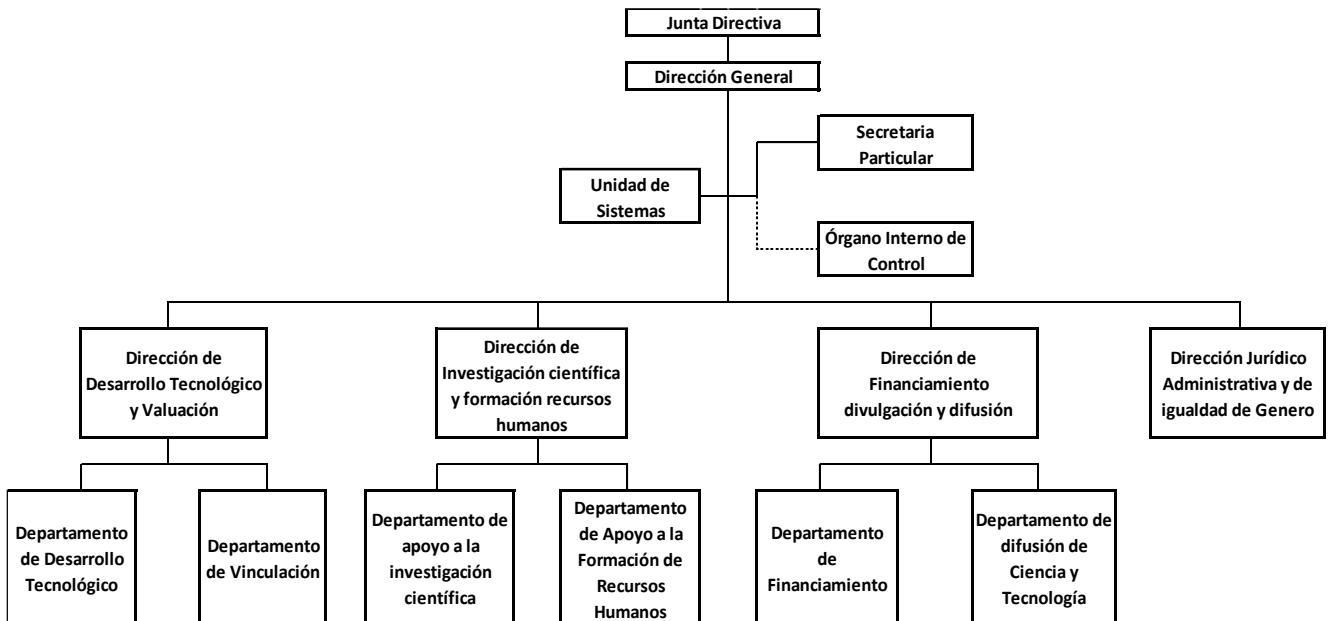 Junta Directiva
Dirección General
Secretaria
Particular
Unidad de
Sistemas
Órgano Interno de
Control
Dirección de
Desarrollo Tecnológico
y Valuación
Dirección de
Investigación científica
y formación recursos
humanos
Dirección de
Financiamiento
divulgación y difusión
Dirección Jurídico
Administrativa y de
igualdad de Genero
Departamento
de Desarrollo
Tecnológico
Departamento
de Vinculación
Departamento de
apoyo a la
investigación
científica
Departamento
de Apoyo a la
Formación de
Recursos
Humanos
Departamento
de
Financiamiento
Departamento de
difusión de
Ciencia y
Tecnología